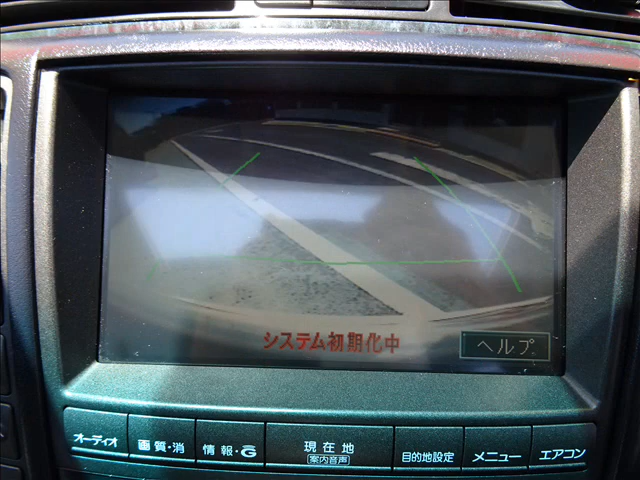 システム初期化中
ヘルプ
オーディオ 画質・消 情報・G 現在地 目的地設定 メニュー エアコン
案内音声